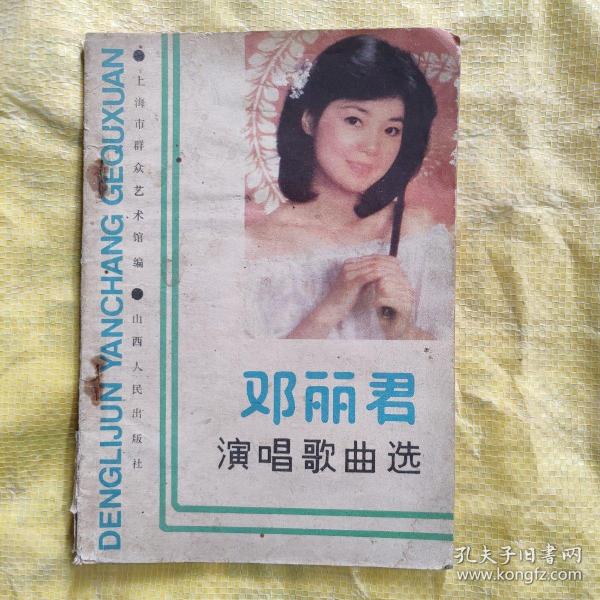 DENGLIJUN YANCHANG GEQUXUAN
●上海市群众艺术馆编●山西人民出版社
邓丽君
演唱歌曲选
孔夫子旧书网
www.kongfz.com